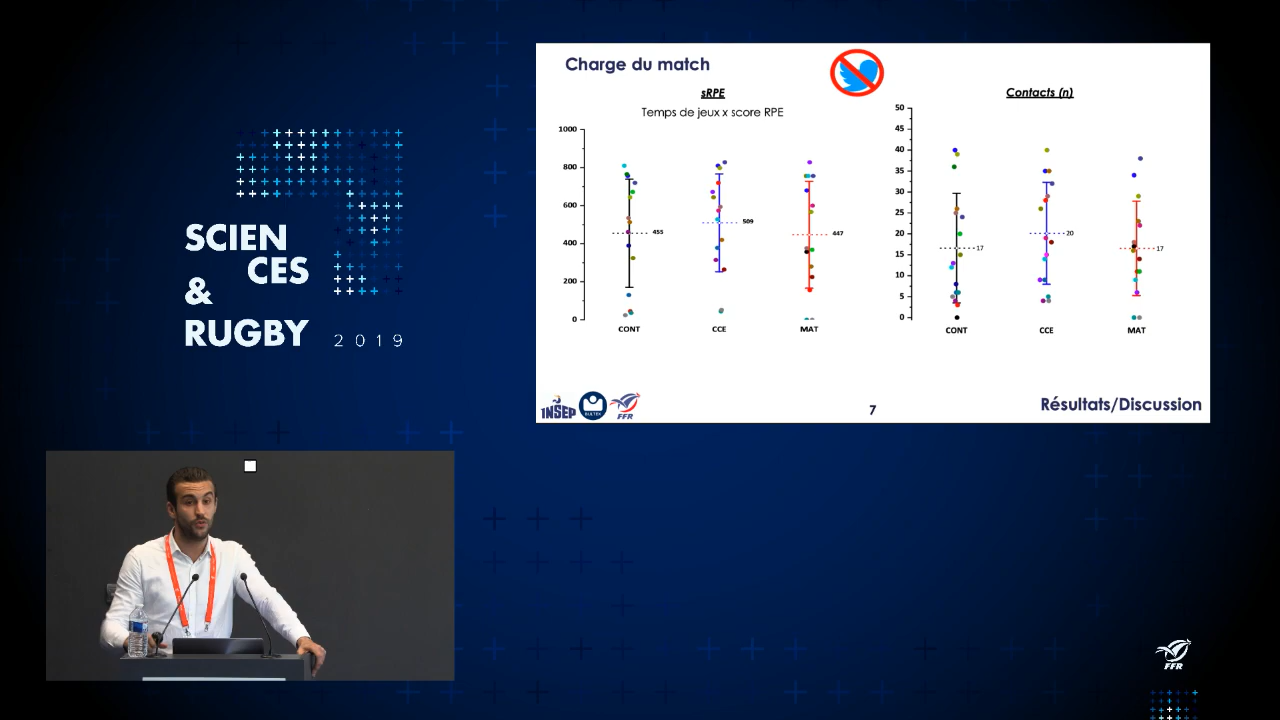 SCIEN
CES
&
RUGBY
2019
Charge du match
sRPE
Temps de jeux x score RPE
1000
800
600
400
200
0
455
509
447
CONT
CCE
MAT
Contacts (n)
50
45
40
35
30
25
20
15
10
5
0
17
20
17
CONT
CCE
MAT
INSEP
FFR
7
Résultats/Discussion
FFR